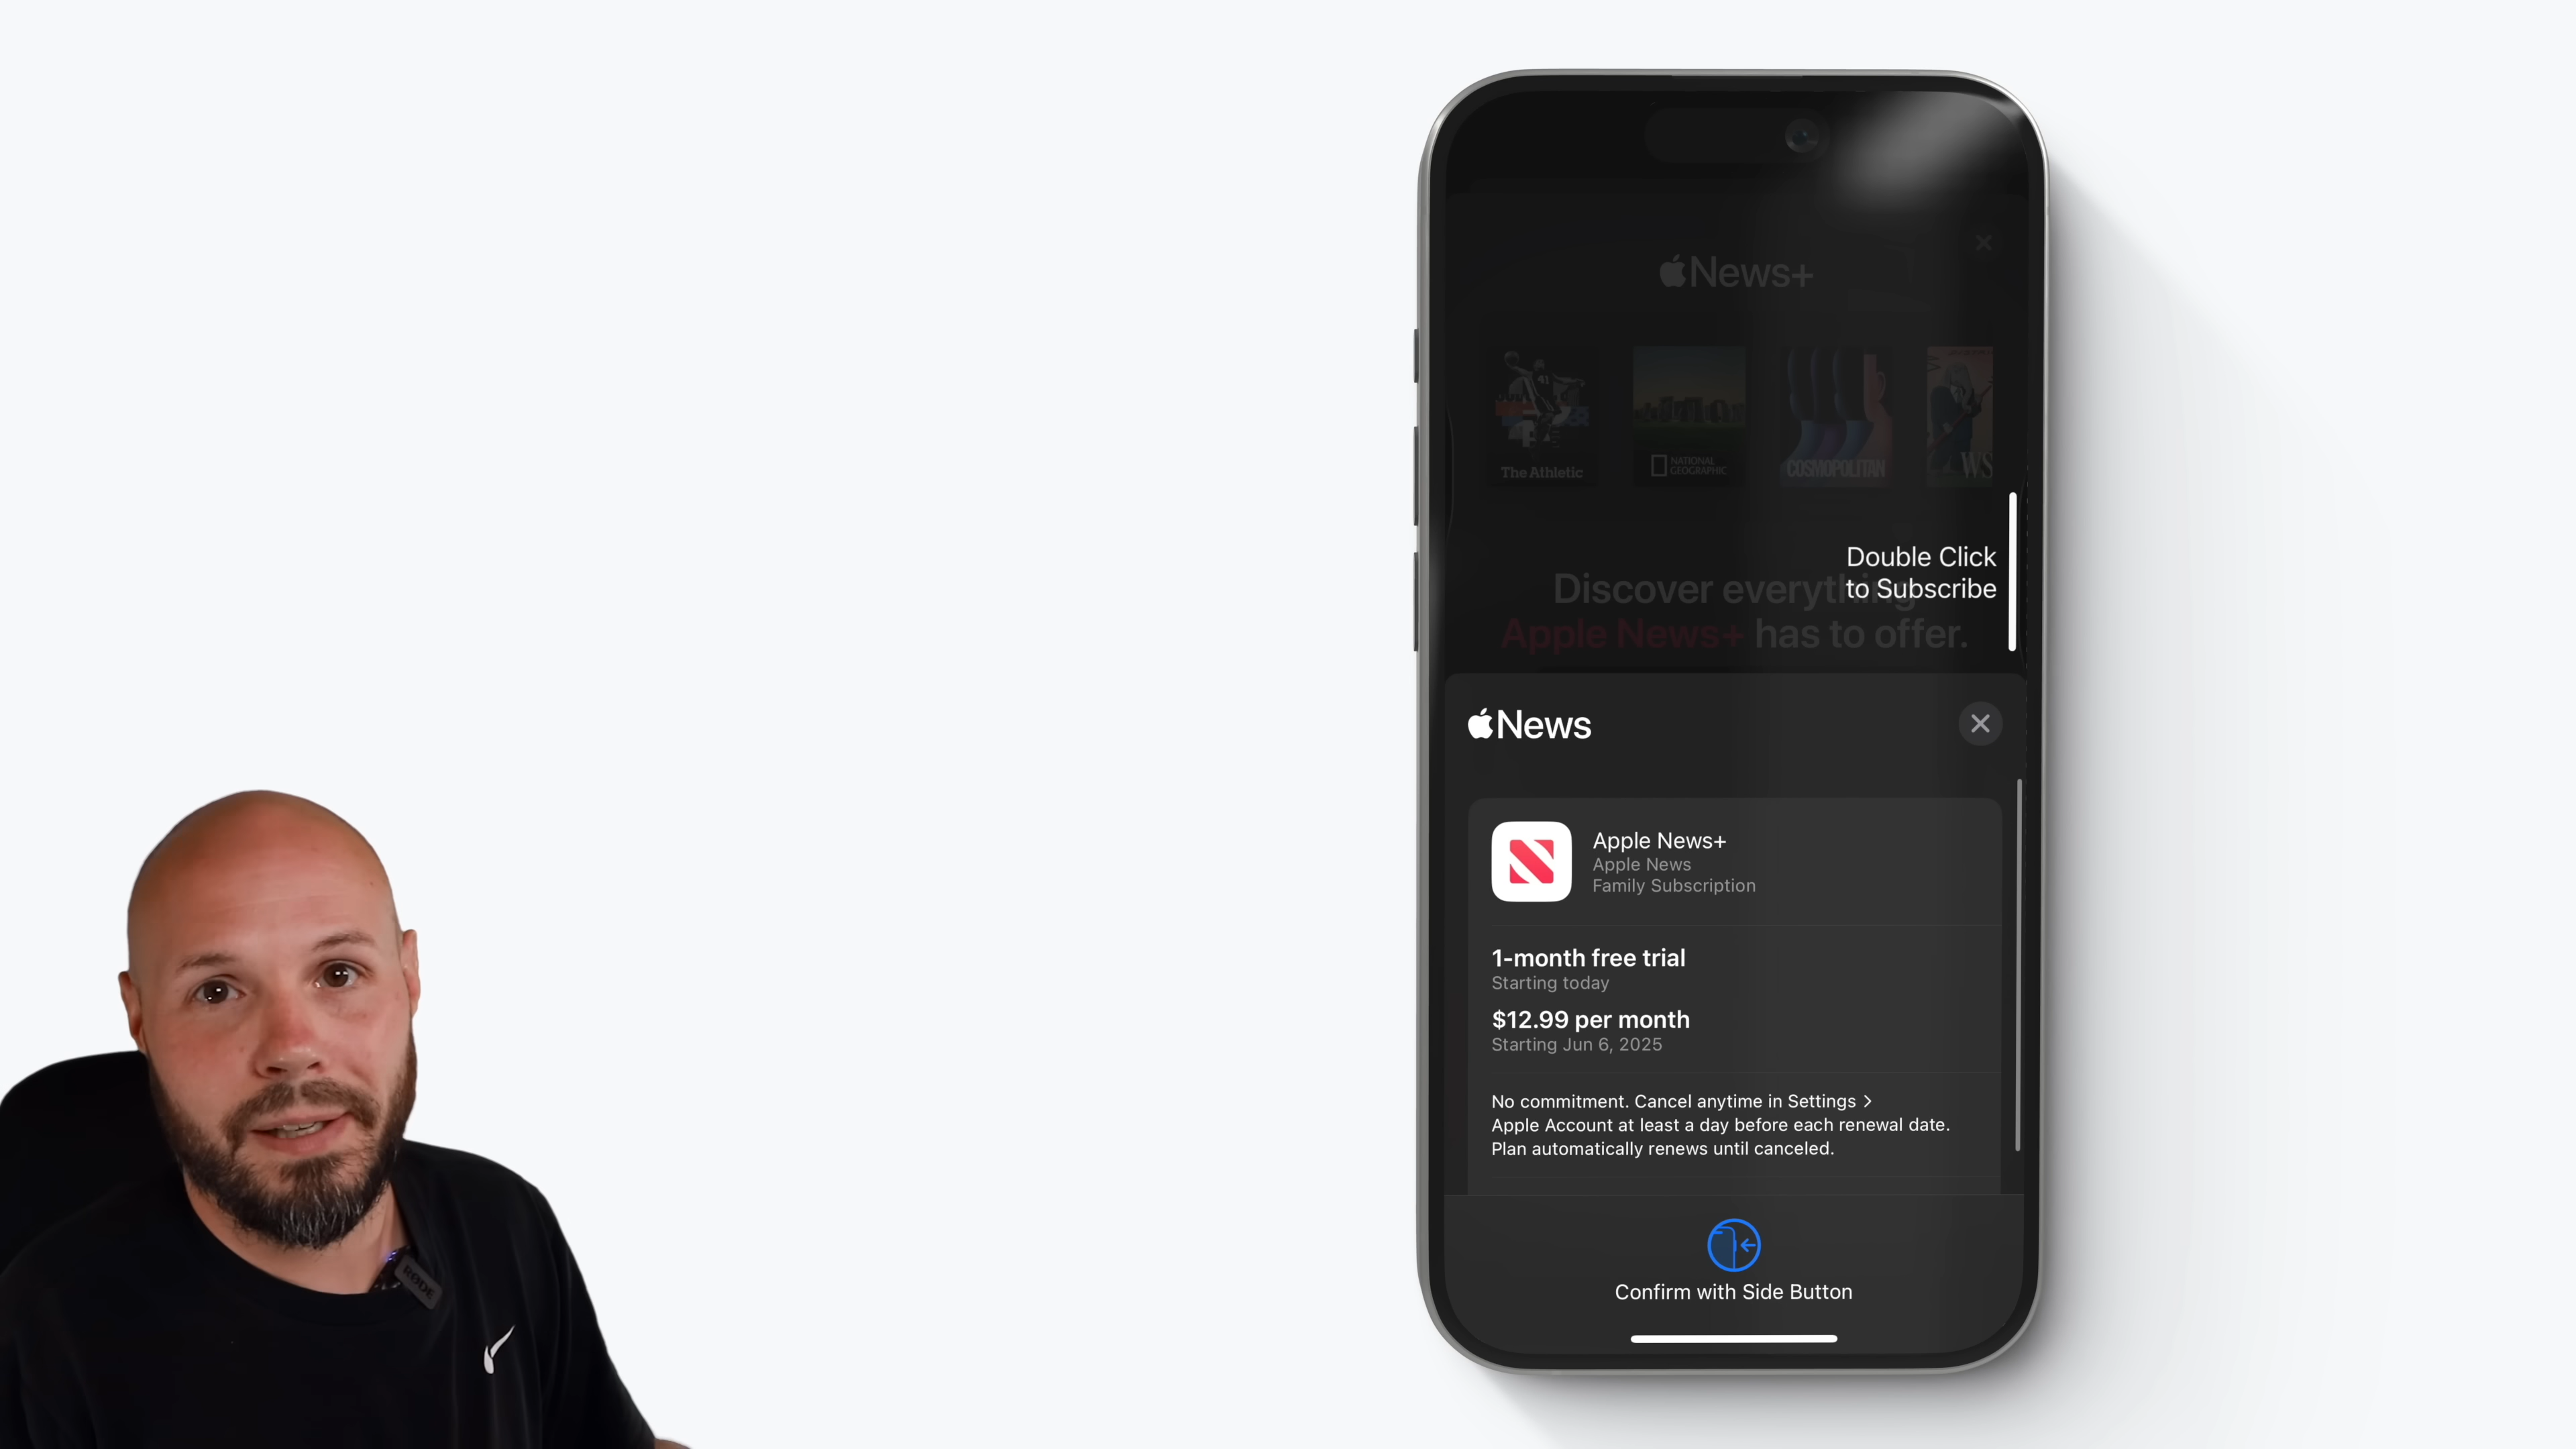 News+
The Athletic
NATIONAL
GEOGRAPHIC
COSMOPOLITAN
WS
Double Click
to Subscribe
Discover everything
Apple News+ has to offer.
News
Apple News+
Apple News
Family Subscription
1-month free trial
Starting today
$12.99 per month
Starting Jun 6, 2025
No commitment. Cancel anytime in Settings >
Apple Account at least a day before each renewal date.
Plan automatically renews until canceled.
Confirm with Side Button
RØDE